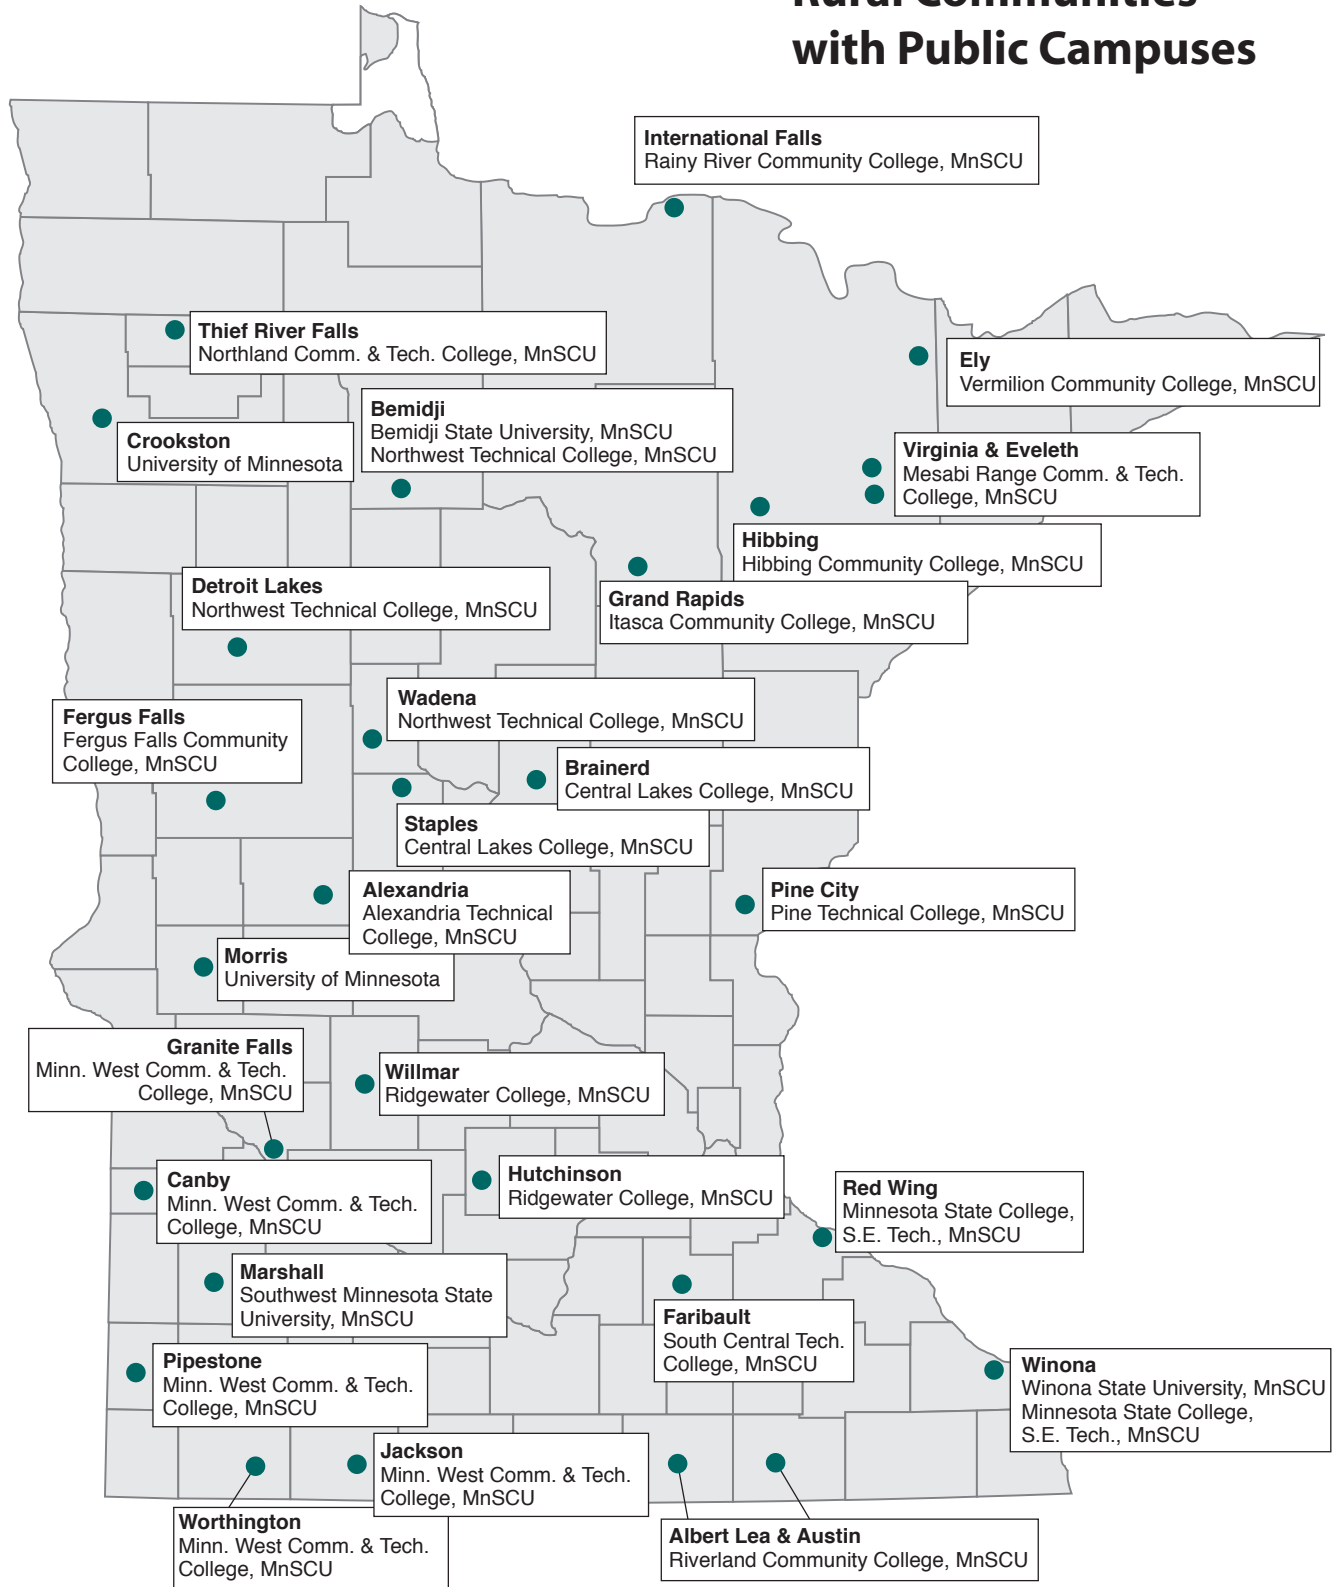 Rural Communities
with Public Campuses
International Falls
Rainy River Community College, MnSCU
Thief River Falls
Northland Comm. & Tech. College, MnSCU
Ely
Vermilion Community College, MnSCU
Bemidji
Bemidji State University, MnSCU
Northwest Technical College, MnSCU
Crookston
University of Minnesota
Virginia & Eveleth
Mesabi Range Comm. & Tech.
College, MnSCU
Hibbing
Hibbing Community College, MnSCU
Detroit Lakes
Northwest Technical College, MnSCU
Grand Rapids
Itasca Community College, MnSCU
Wadena
Northwest Technical College, MnSCU
Fergus Falls
Fergus Falls Community
College, MnSCU
Brainerd
Central Lakes College, MnSCU
Staples
Central Lakes College, MnSCU
Alexandria
Alexandria Technical
College, MnSCU
Pine City
Pine Technical College, MnSCU
Morris
University of Minnesota
Granite Falls
Minn. West Comm. & Tech.
College, MnSCU
Willmar
Ridgewater College, MnSCU
Canby
Minn. West Comm. & Tech.
College, MnSCU
Hutchinson
Ridgewater College, MnSCU
Red Wing
Minnesota State College,
S.E. Tech., MnSCU
Marshall
Southwest Minnesota State
University, MnSCU
Faribault
South Central Tech.
College, MnSCU
Pipestone
Minn. West Comm. & Tech.
College, MnSCU
Winona
Winona State University, MnSCU
Minnesota State College,
S.E. Tech., MnSCU
Jackson
Minn. West Comm. & Tech.
College, MnSCU
Worthington
Minn. West Comm. & Tech.
College, MnSCU
Albert Lea & Austin
Riverland Community College, MnSCU